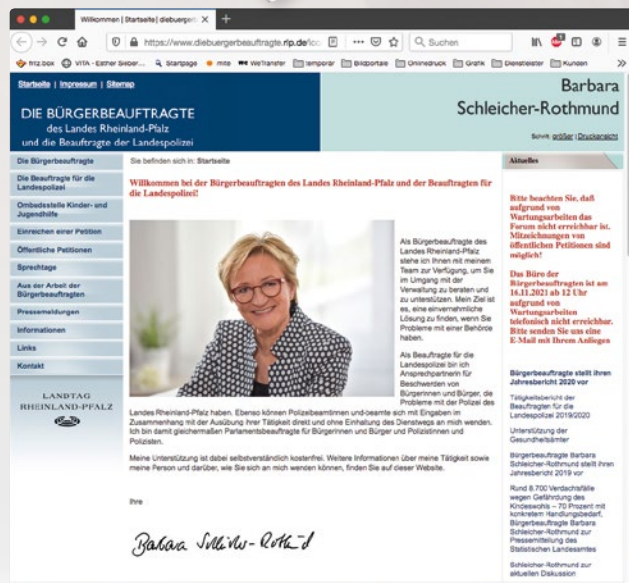 Willkommen | Startseite | diebuergerb
https://www.diebuergerbeauftragte.rlp.de/icc
Q Suchen
fritz.box
VITA - Esther Sieber...
Startpage
mite
WeTransfer
temporär
Bildportale
Onlinedruck
Grafik
Dienstleister
Kunden
Startseite | Impressum | Sitemap
DIE BÜRGERBEAUFTRAGTE
des Landes Rheinland-Pfalz
und die Beauftragte der Landespolizei
Barbara
Schleicher-Rothmund
Schrift: größer | Druckansicht
Die Bürgerbeauftragte
Die Beauftragte für die
Landespolizei
Ombudsstelle Kinder- und
Jugendhilfe
Einreichen einer Petition
Öffentliche Petitionen
Sprechtage
Aus der Arbeit der
Bürgerbeauftragten
Pressemeldungen
Informationen
Links
Kontakt
LANDTAG
RHEINLAND-PFALZ
Sie befinden sich in: Startseite
Willkommen bei der Bürgerbeauftragten des Landes Rheinland-Pfalz und der Beauftragten für
die Landespolizei!
Als Bürgerbeauftragte des
Landes Rheinland-Pfalz
stehe ich Ihnen mit meinem
Team zur Verfügung, um Sie
im Umgang mit der
Verwaltung zu beraten und
zu unterstützen. Mein Ziel ist
es, eine einvernehmliche
Lösung zu finden, wenn Sie
Probleme mit einer Behörde
haben.
Als Beauftragte für die
Landespolizei bin ich
Ansprechpartnerin für
Beschwerden von
Bürgerinnen und Bürger, die
Probleme mit der Polizei des
Landes Rheinland-Pfalz haben. Ebenso können Polizeibeamtinnen und-beamte sich mit Eingaben im
Zusammenhang mit der Ausübung ihrer Tätigkeit direkt und ohne Einhaltung des Dienstwegs an mich wenden.
Ich bin damit gleichermaßen Parlamentsbeauftragte für Bürgerinnen und Bürger und Polizistinnen und
Polizisten.
Meine Unterstützung ist dabei selbstverständlich kostenfrei. Weitere Informationen über meine Tätigkeit sowie
meine Person und darüber, wie Sie sich an mich wenden können, finden Sie auf dieser Website.
Ihre
Barbara Schleicher-Rothmund
Aktuelles
Bitte beachten Sie, daß
aufgrund von
Wartungsarbeiten das
Forum nicht erreichbar ist.
Mitzeichnungen von
öffentlichen Petitionen sind
möglich!
Das Büro der
Bürgerbeauftragten ist am
16.11.2021 ab 12 Uhr
aufgrund von
Wartungsarbeiten
telefonisch nicht erreichbar.
Bitte senden Sie uns eine
E-Mail mit Ihrem Anliegen
Bürgerbeauftragte stellt ihren
Jahresbericht 2020 vor
Tätigkeitsbericht der
Beauftragten für die
Landespolizei 2019/2020
Unterstützung der
Gesundheitsämter
Bürgerbeauftragte Barbara
Schleicher-Rothmund stellt ihren
Jahresbericht 2019 vor
Rund 8.700 Verdachtsfälle
wegen Gefährdung des
Kindeswohls – 70 Prozent mit
konkretem Handlungsbedarf,
Bürgerbeauftragte Barbara
Schleicher-Rothmund zur
Pressemitteilung des
Statistischen Landesamtes
Schleicher-Rothmund zur
aktuellen Diskussion